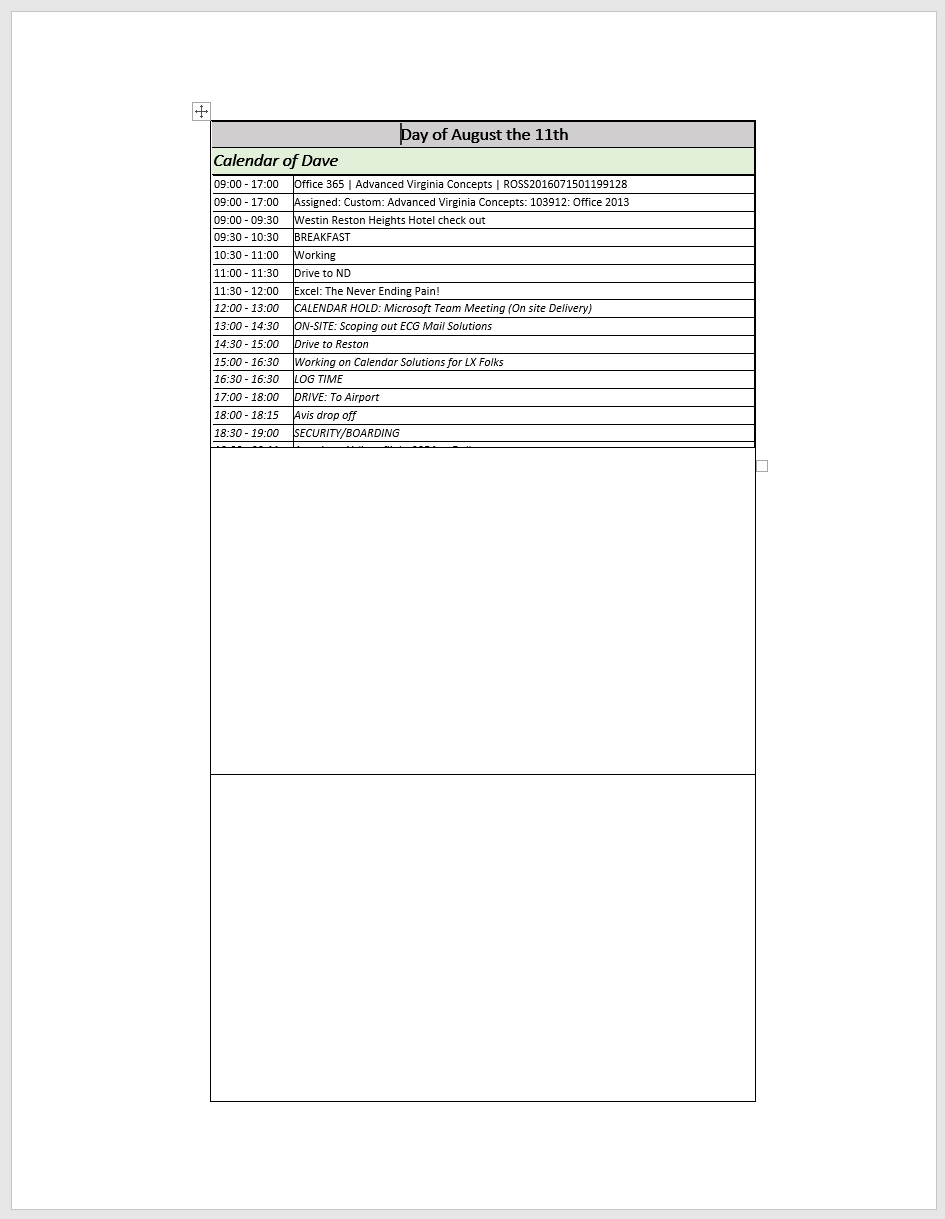 Day of August the 11th
Calendar of Dave
09:00 - 17:00 Office 365 | Advanced Virginia Concepts | ROSS2016071501199128
09:00 - 17:00 Assigned: Custom: Advanced Virginia Concepts: 103912: Office 2013
09:00 - 09:30 Westin Reston Heights Hotel check out
09:30 - 10:30 BREAKFAST
10:30 - 11:00 Working
11:00 - 11:30 Drive to ND
11:30 - 12:00 Excel: The Never Ending Pain!
12:00 - 13:00 CALENDAR HOLD: Microsoft Team Meeting (On site Delivery)
13:00 - 14:30 ON-SITE: Scoping out ECG Mail Solutions
14:30 - 15:00 Drive to Reston
15:00 - 16:30 Working on Calendar Solutions for LX Folks
16:30 - 16:30 LOG TIME
17:00 - 18:00 DRIVE: To Airport
18:00 - 18:15 Avis drop off
18:30 - 19:00 SECURITY/BOARDING